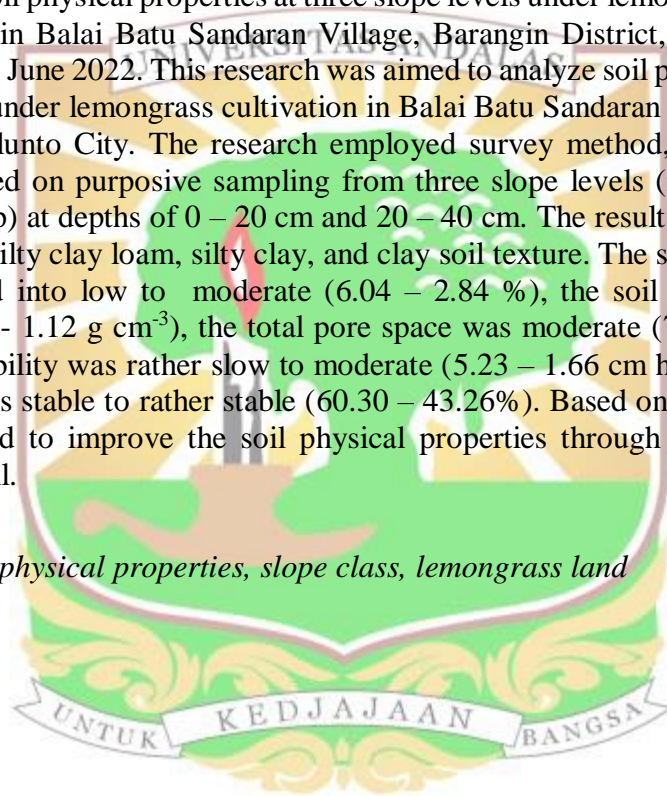 oil physical properties at three slope levels under lemo
in Balai Batu Sandaran Village, Barangin District,
UNIVERSITAS ANDALAS
June 2022. This research was aimed to analyze soil p
under lemongrass cultivation in Balai Batu Sandaran
lunto City. The research employed survey method,
ed on purposive sampling from three slope levels (
) at depths of 0 – 20 cm and 20 – 40 cm. The result
ilty clay loam, silty clay, and clay soil texture. The s
d into low to moderate (6.04 – 2.84 %), the soil
- 1.12 g cm-3), the total pore space was moderate (
bility was rather slow to moderate (5.23 – 1.66 cm h
s stable to rather stable (60.30 – 43.26%). Based on
d to improve the soil physical properties through
l.
physical properties, slope class, lemongrass land
UNTUK KEDJAJAAN BANGSA